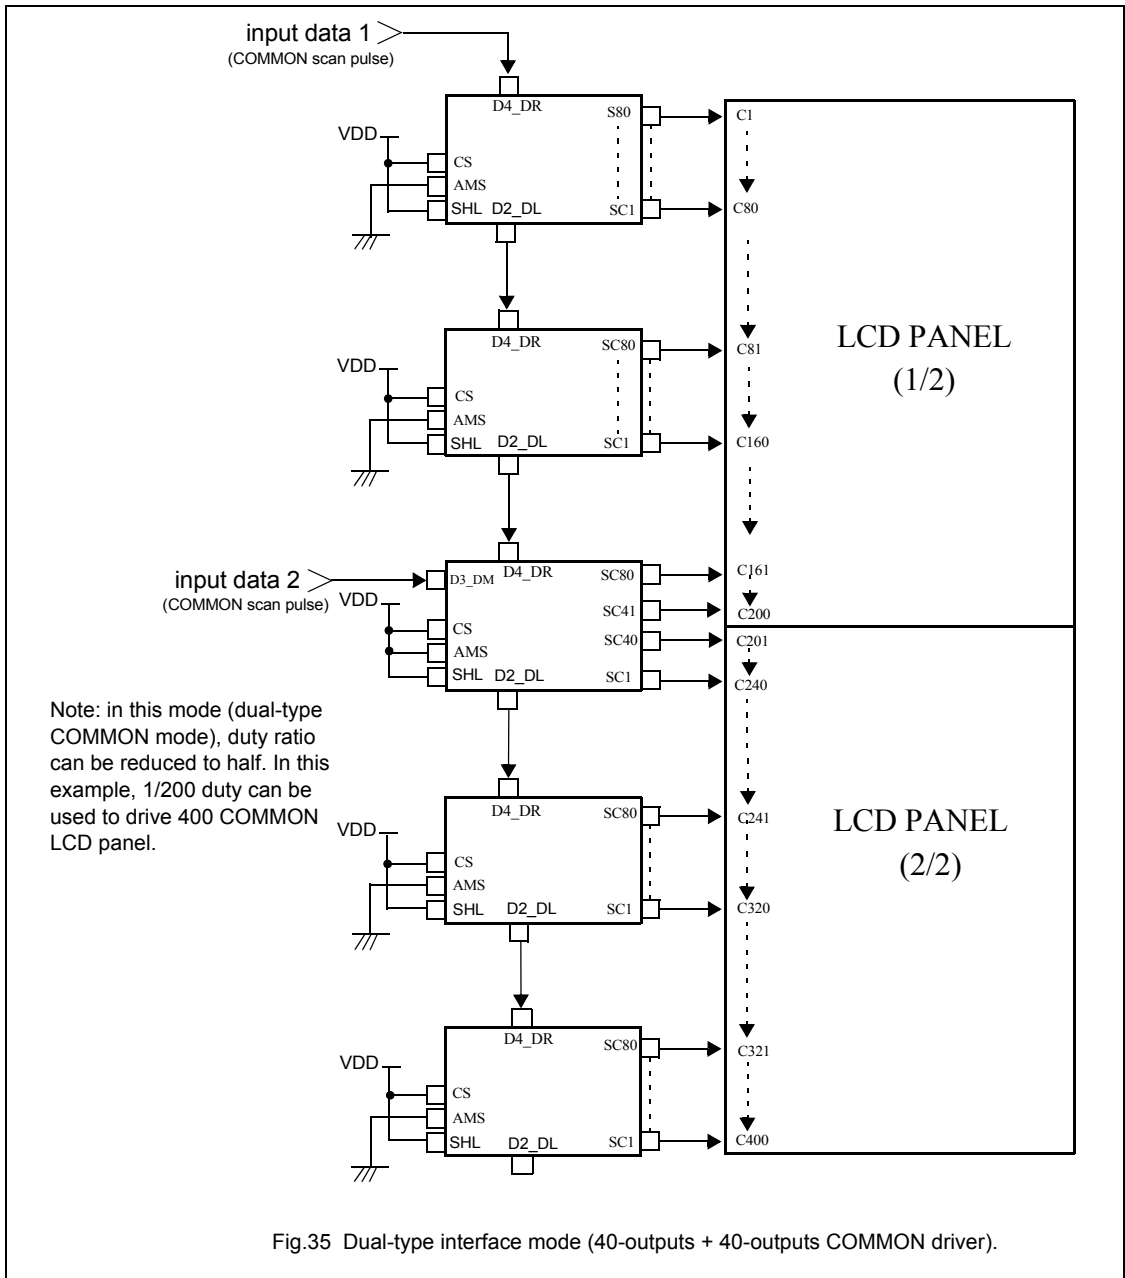 input data 1
(COMMON scan pulse)
D4_DR
S80
C1
VDD
CS
AMS
SHL
D2_DL
SC1
C80
D4_DR
SC80
C81
VDD
CS
AMS
SHL
D2_DL
SC1
C160
LCD PANEL
(1/2)
input data 2
(COMMON scan pulse)
D3_DM
D4_DR
SC80
C161
VDD
SC41
C200
CS
SC40
C201
AMS
SHL
D2_DL
SC1
C240
Note: in this mode (dual-type
COMMON mode), duty ratio
can be reduced to half. In this
example, 1/200 duty can be
used to drive 400 COMMON
LCD panel.
D4_DR
SC80
C241
VDD
CS
AMS
SHL
D2_DL
SC1
C320
LCD PANEL
(2/2)
D4_DR
SC80
C321
VDD
CS
AMS
SHL
D2_DL
SC1
C400
Fig.35 Dual-type interface mode (40-outputs + 40-outputs COMMON driver).